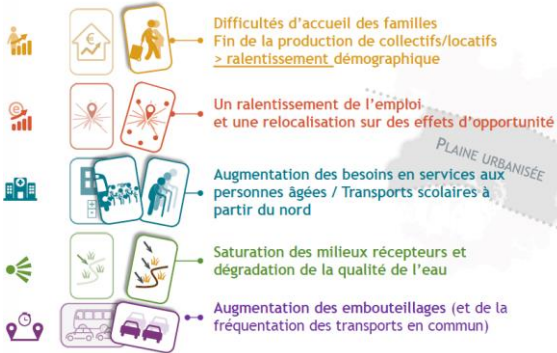 Difficultés d'accueil des familles
Fin de la production de collectifs/locatifs
> ralentissement démographique
Un ralentissement de l'emploi
et une relocalisation sur des effets d'opportunité
PLAINE URBANISÉE
Augmentation des besoins en services aux
personnes âgées / Transports scolaires à
partir du nord
Saturation des milieux récepteurs et
dégradation de la qualité de l'eau
Augmentation des embouteillages (et de la
fréquentation des transports en commun)